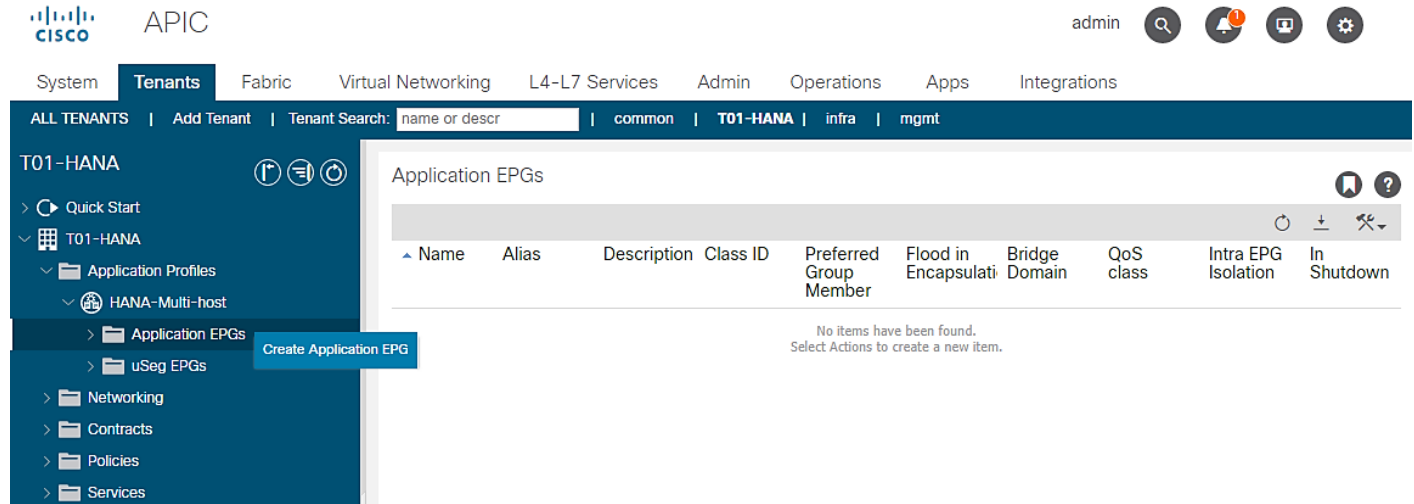 CISCO APIC admin 1
System Tenants Fabric Virtual Networking L4-L7 Services Admin Operations Apps Integrations
ALL TENANTS | Add Tenant | Tenant Search: name or descr | common | T01-HANA | infra | mgmt
T01-HANA
Quick Start
T01-HANA
Application Profiles
HANA-Multi-host
Application EPGs
Create Application EPG
uSeg EPGs
Networking
Contracts
Policies
Services
Application EPGs
Name Alias Description Class ID Preferred Flood in Bridge QoS Intra EPG In
Group Encapsulati Domain class Isolation Shutdown
Member
No items have been found.
Select Actions to create a new item.